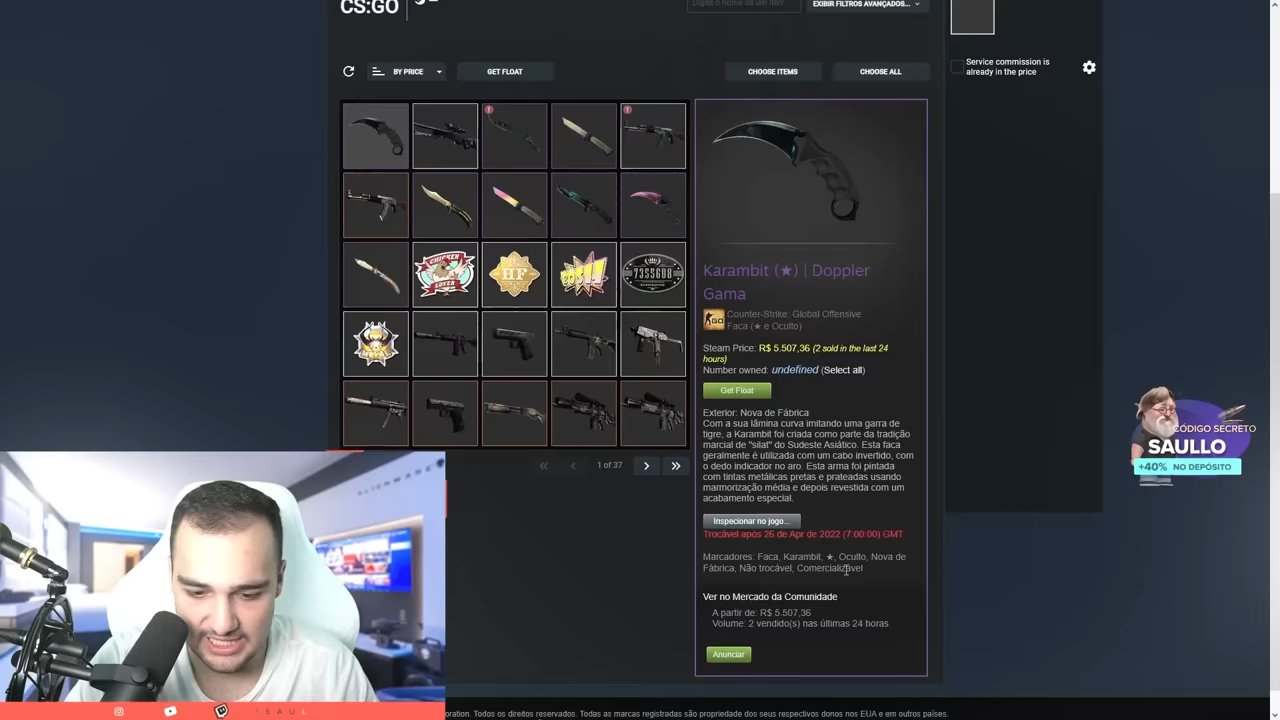 CS:GO
EXIBIR FILTROS AVANÇADOS...
BY PRICE
GET FLOAT
CHOOSE ITEMS
CHOOSE ALL
Service commission is
already in the price
CHICKEN
LOVER
HF
7355608
NOVA
1 of 37
Karambit (★) | Doppler
Gama
Counter-Strike: Global Offensive
Faca (★ e Oculto)
Steam Price: R$ 5.507,36 (2 sold in the last 24
hours)
Number owned: undefined (Select all)
Get Float
Exterior: Nova de Fábrica
Com a sua lâmina curva imitando uma garra de
tigre, a Karambit foi criada como parte da tradição
marcial de "silat" do Sudeste Asiático. Esta faca
geralmente é utilizada com um cabo invertido, com
o dedo indicador no aro. Esta arma foi pintada
com tintas metálicas pretas e prateadas usando
marmorização média e depois revestida com um
acabamento especial.
Inspecionar no jogo...
Trocável após 26 de Apr de 2022 (7:00:00) GMT
Marcadores: Faca, Karambit, ★, Oculto, Nova de
Fábrica, Não trocável, Comercializável
Ver no Mercado da Comunidade
A partir de: R$ 5.507,36
Volume: 2 vendido(s) nas últimas 24 horas
Anunciar
CÓDIGO SECRETO
SAULLO
+40% NO DEPÓSITO
ALIENWARE
SAUL
oration. Todos os direitos reservados. Todas as marcas registradas são propriedade dos seus respectivos donos nos EUA e em outros países.